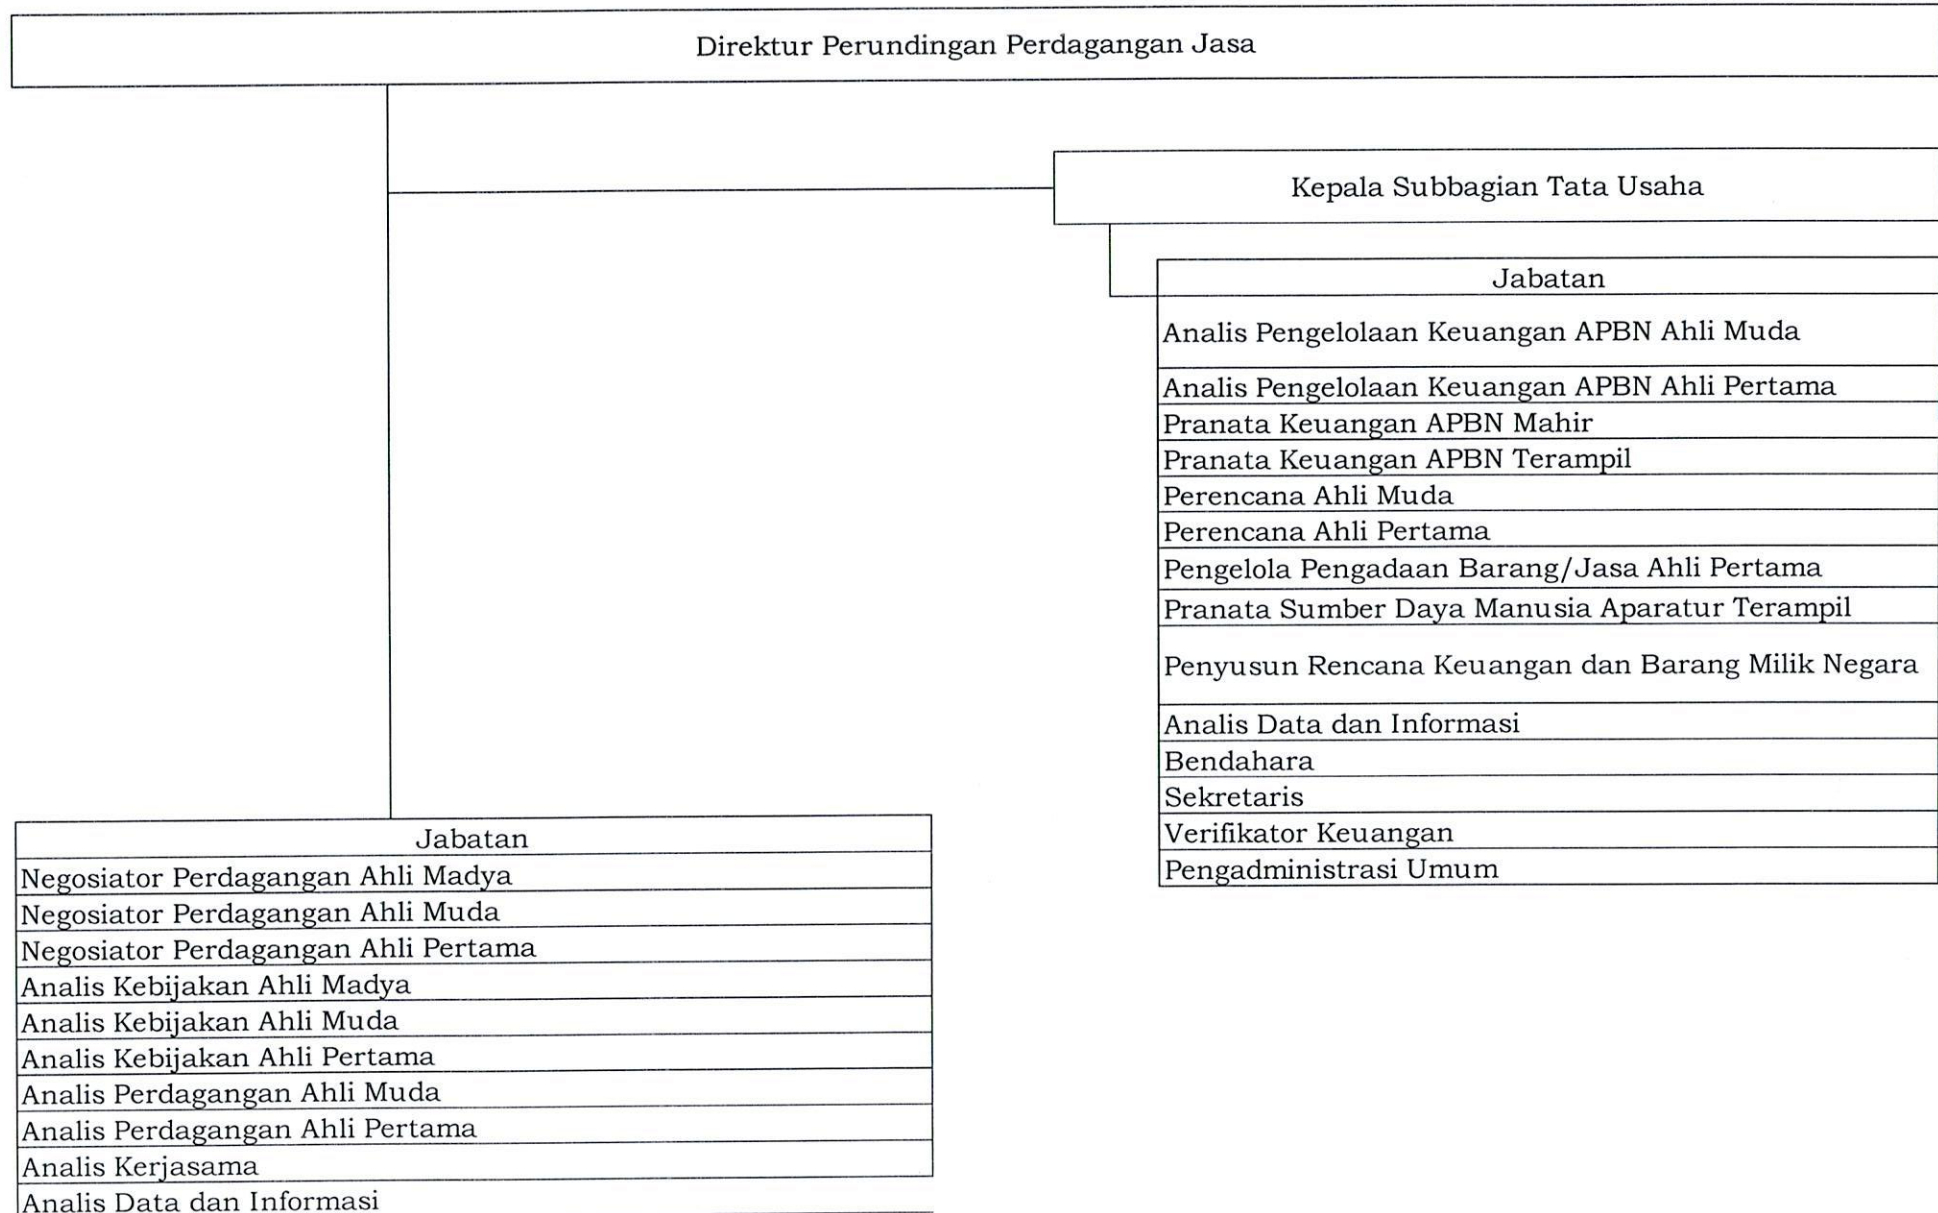 Direktur Perundingan Perdagangan Jasa
Kepala Subbagian Tata Usaha
Jabatan
Analis Pengelolaan Keuangan APBN Ahli Muda
Analis Pengelolaan Keuangan APBN Ahli Pertama
Pranata Keuangan APBN Mahir
Pranata Keuangan APBN Terampil
Perencana Ahli Muda
Perencana Ahli Pertama
Pengelola Pengadaan Barang/Jasa Ahli Pertama
Pranata Sumber Daya Manusia Aparatur Terampil
Penyusun Rencana Keuangan dan Barang Milik Negara
Analis Data dan Informasi
Bendahara
Sekretaris
Verifikator Keuangan
Pengadministrasi Umum
Jabatan
Negosiator Perdagangan Ahli Madya
Negosiator Perdagangan Ahli Muda
Negosiator Perdagangan Ahli Pertama
Analis Kebijakan Ahli Madya
Analis Kebijakan Ahli Muda
Analis Kebijakan Ahli Pertama
Analis Perdagangan Ahli Muda
Analis Perdagangan Ahli Pertama
Analis Kerjasama
Analis Data dan Informasi